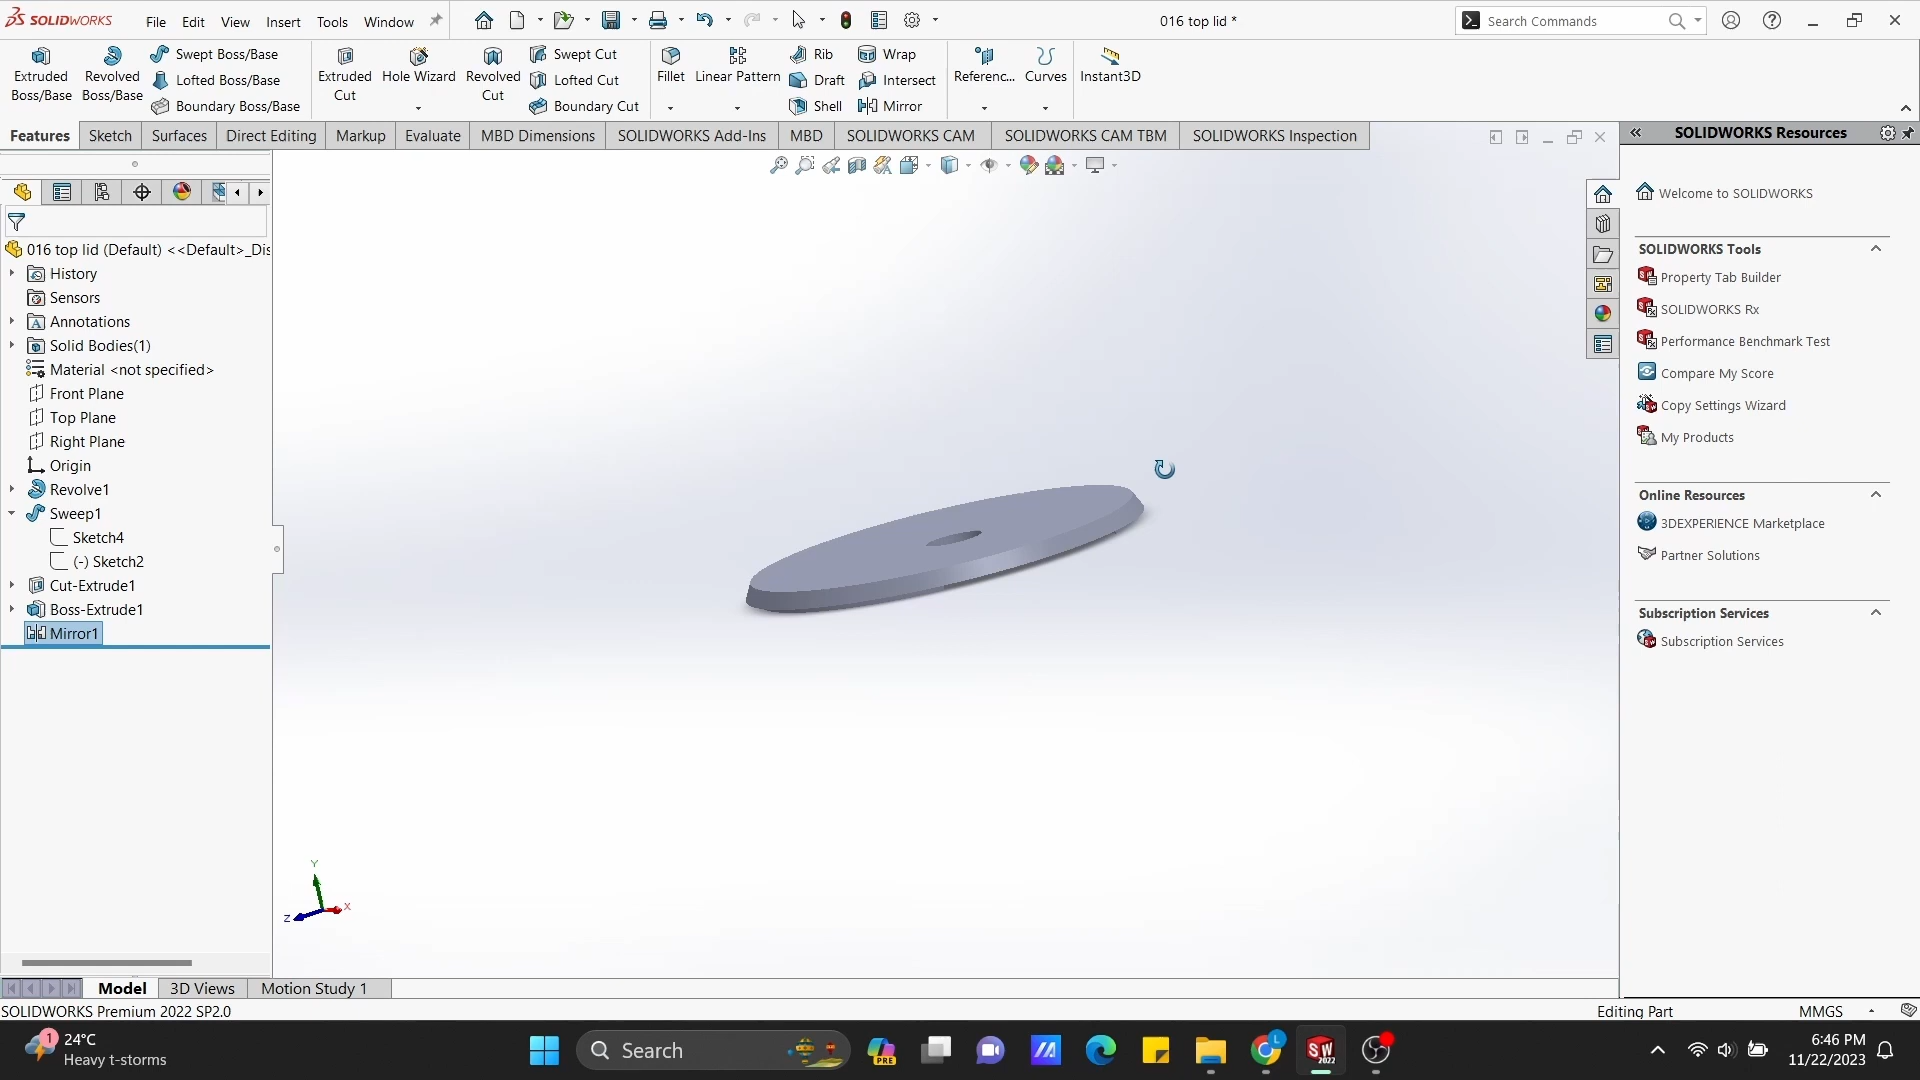 SOLIDWORKS File Edit View Insert Tools Window 016 top lid * Search Commands
Extruded Boss/Base
Revolved Boss/Base
Swept Boss/Base
Lofted Boss/Base
Boundary Boss/Base
Extruded Cut
Hole Wizard
Revolved Cut
Swept Cut
Lofted Cut
Boundary Cut
Fillet
Linear Pattern
Rib
Draft
Shell
Wrap
Intersect
Mirror
Referenc...
Curves
Instant3D
Features Sketch Surfaces Direct Editing Markup Evaluate MBD Dimensions SOLIDWORKS Add-Ins MBD SOLIDWORKS CAM SOLIDWORKS CAM TBM SOLIDWORKS Inspection
016 top lid (Default) <<Default>_Dis
History
Sensors
Annotations
Solid Bodies(1)
Material <not specified>
Front Plane
Top Plane
Right Plane
Origin
Revolve1
Sweep1
Sketch4
(-) Sketch2
Cut-Extrude1
Boss-Extrude1
Mirror1
Y
X
Z
SOLIDWORKS Resources
Welcome to SOLIDWORKS
SOLIDWORKS Tools
Property Tab Builder
SOLIDWORKS Rx
Performance Benchmark Test
Compare My Score
Copy Settings Wizard
My Products
Online Resources
3DEXPERIENCE Marketplace
Partner Solutions
Subscription Services
Subscription Services
Model 3D Views Motion Study 1
SOLIDWORKS Premium 2022 SP2.0 Editing Part MMGS
1
24°C
Heavy t-storms
Search
PRE
L
SW
2022
6:46 PM
11/22/2023